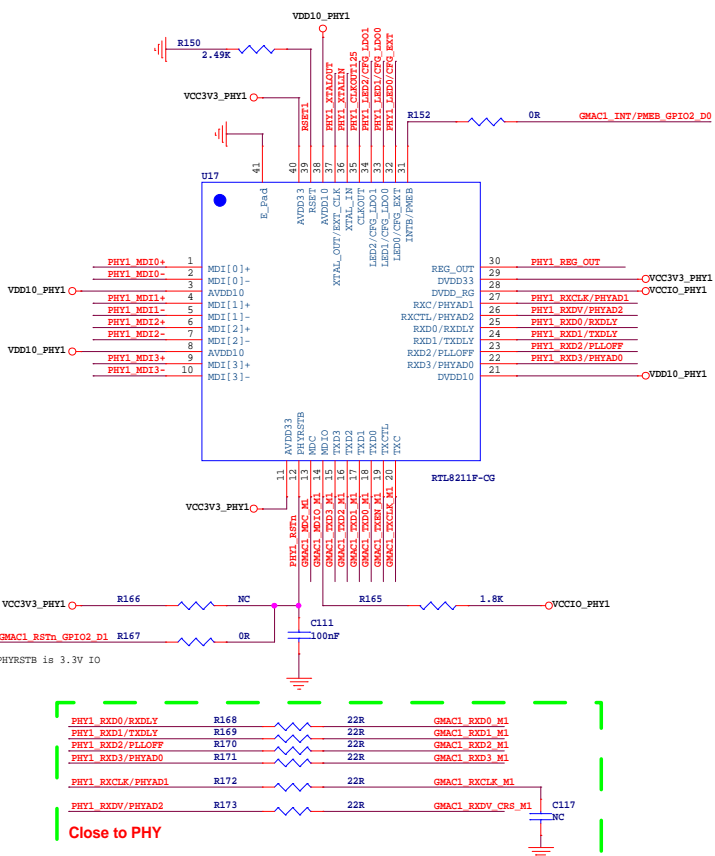 VDD10_PHY1
R150
2.49K
VCC3V3_PHY1
RSET1
PHY1_XTALOUT
PHY1_XTALIN
PHY1_CLKOUT125
PHY1_LED2/CFG_LDO1
PHY1_LED1/CFG_LDO0
PHY1_LED0/CFG_EXT
R152
0R
GMAC1_INT/PMEB_GPIO2_D0
41
40
39
38
37
36
35
34
33
32
31
U17
E_Pad
AVDD33
RSET
AVDD10
XTAL_OUT/EXT_CLK
XTAL_IN
CLKOUT
LED2/CFG_LDO1
LED1/CFG_LDO0
LED0/CFG_EXT
INTB/PMEB
PHY1_MDI0+ 1 MDI[0]+
PHY1_MDI0- 2 MDI[0]-
VDD10_PHY1 3 AVDD10
PHY1_MDI1+ 4 MDI[1]+
PHY1_MDI1- 5 MDI[1]-
PHY1_MDI2+ 6 MDI[2]+
PHY1_MDI2- 7 MDI[2]-
VDD10_PHY1 8 AVDD10
PHY1_MDI3+ 9 MDI[3]+
PHY1_MDI3- 10 MDI[3]-
REG_OUT 30 PHY1_REG_OUT
DVDD33 29 VCC3V3_PHY1
DVDD_RG 28 VCCIO_PHY1
RXC/PHYAD1 27 PHY1_RXCLK/PHYAD1
RXCTL/PHYAD2 26 PHY1_RXDV/PHYAD2
RXD0/RXDLY 25 PHY1_RXD0/RXDLY
RXD1/TXDLY 24 PHY1_RXD1/TXDLY
RXD2/PLLOFF 23 PHY1_RXD2/PLLOFF
RXD3/PHYAD0 22 PHY1_RXD3/PHYAD0
DVDD10 21 VDD10_PHY1
AVDD33
PHYRSTB
MDC
MDIO
TXD3
TXD2
TXD1
TXD0
TXCTL
TXC
11
12
13
14
15
16
17
18
19
20
RTL8211F-CG
VCC3V3_PHY1
PHY1_RSTn
GMAC1_MDC_M1
GMAC1_MDIO_M1
GMAC1_TXD3_M1
GMAC1_TXD2_M1
GMAC1_TXD1_M1
GMAC1_TXD0_M1
GMAC1_TXEN_M1
GMAC1_TXCLK_M1
VCC3V3_PHY1 R166 NC
R165 1.8K VCCIO_PHY1
GMAC1_RSTn_GPIO2_D1 R167 0R
C111
100nF
PHYRSTB is 3.3V IO
PHY1_RXD0/RXDLY R168 22R GMAC1_RXD0_M1
PHY1_RXD1/TXDLY R169 22R GMAC1_RXD1_M1
PHY1_RXD2/PLLOFF R170 22R GMAC1_RXD2_M1
PHY1_RXD3/PHYAD0 R171 22R GMAC1_RXD3_M1
PHY1_RXCLK/PHYAD1 R172 22R GMAC1_RXCLK_M1
PHY1_RXDV/PHYAD2 R173 22R GMAC1_RXDV_CRS_M1
C117
NC
Close to PHY